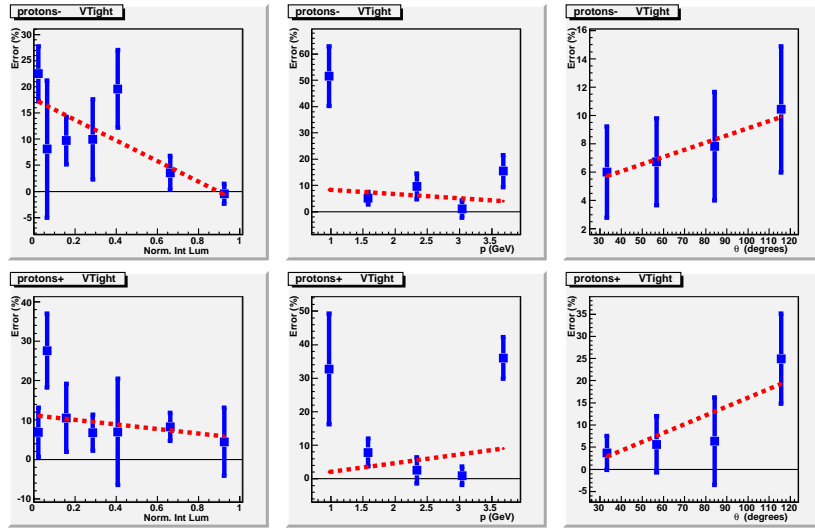 protons- VTight
Error (%)
30
25
20
15
10
5
0
-5
0 0.2 0.4 0.6 0.8 1
Norm. Int Lum
protons- VTight
Error (%)
60
50
40
30
20
10
0
1 1.5 2 2.5 3 3.5
p (GeV)
protons- VTight
Error (%)
16
14
12
10
8
6
4
2
30 40 50 60 70 80 90 100 110 120
θ (degrees)
protons+ VTight
Error (%)
40
30
20
10
0
-10
0 0.2 0.4 0.6 0.8 1
Norm. Int Lum
protons+ VTight
Error (%)
50
40
30
20
10
0
1 1.5 2 2.5 3 3.5
p (GeV)
protons+ VTight
Error (%)
35
30
25
20
15
10
5
0
-5
30 40 50 60 70 80 90 100 110 120
θ (degrees)